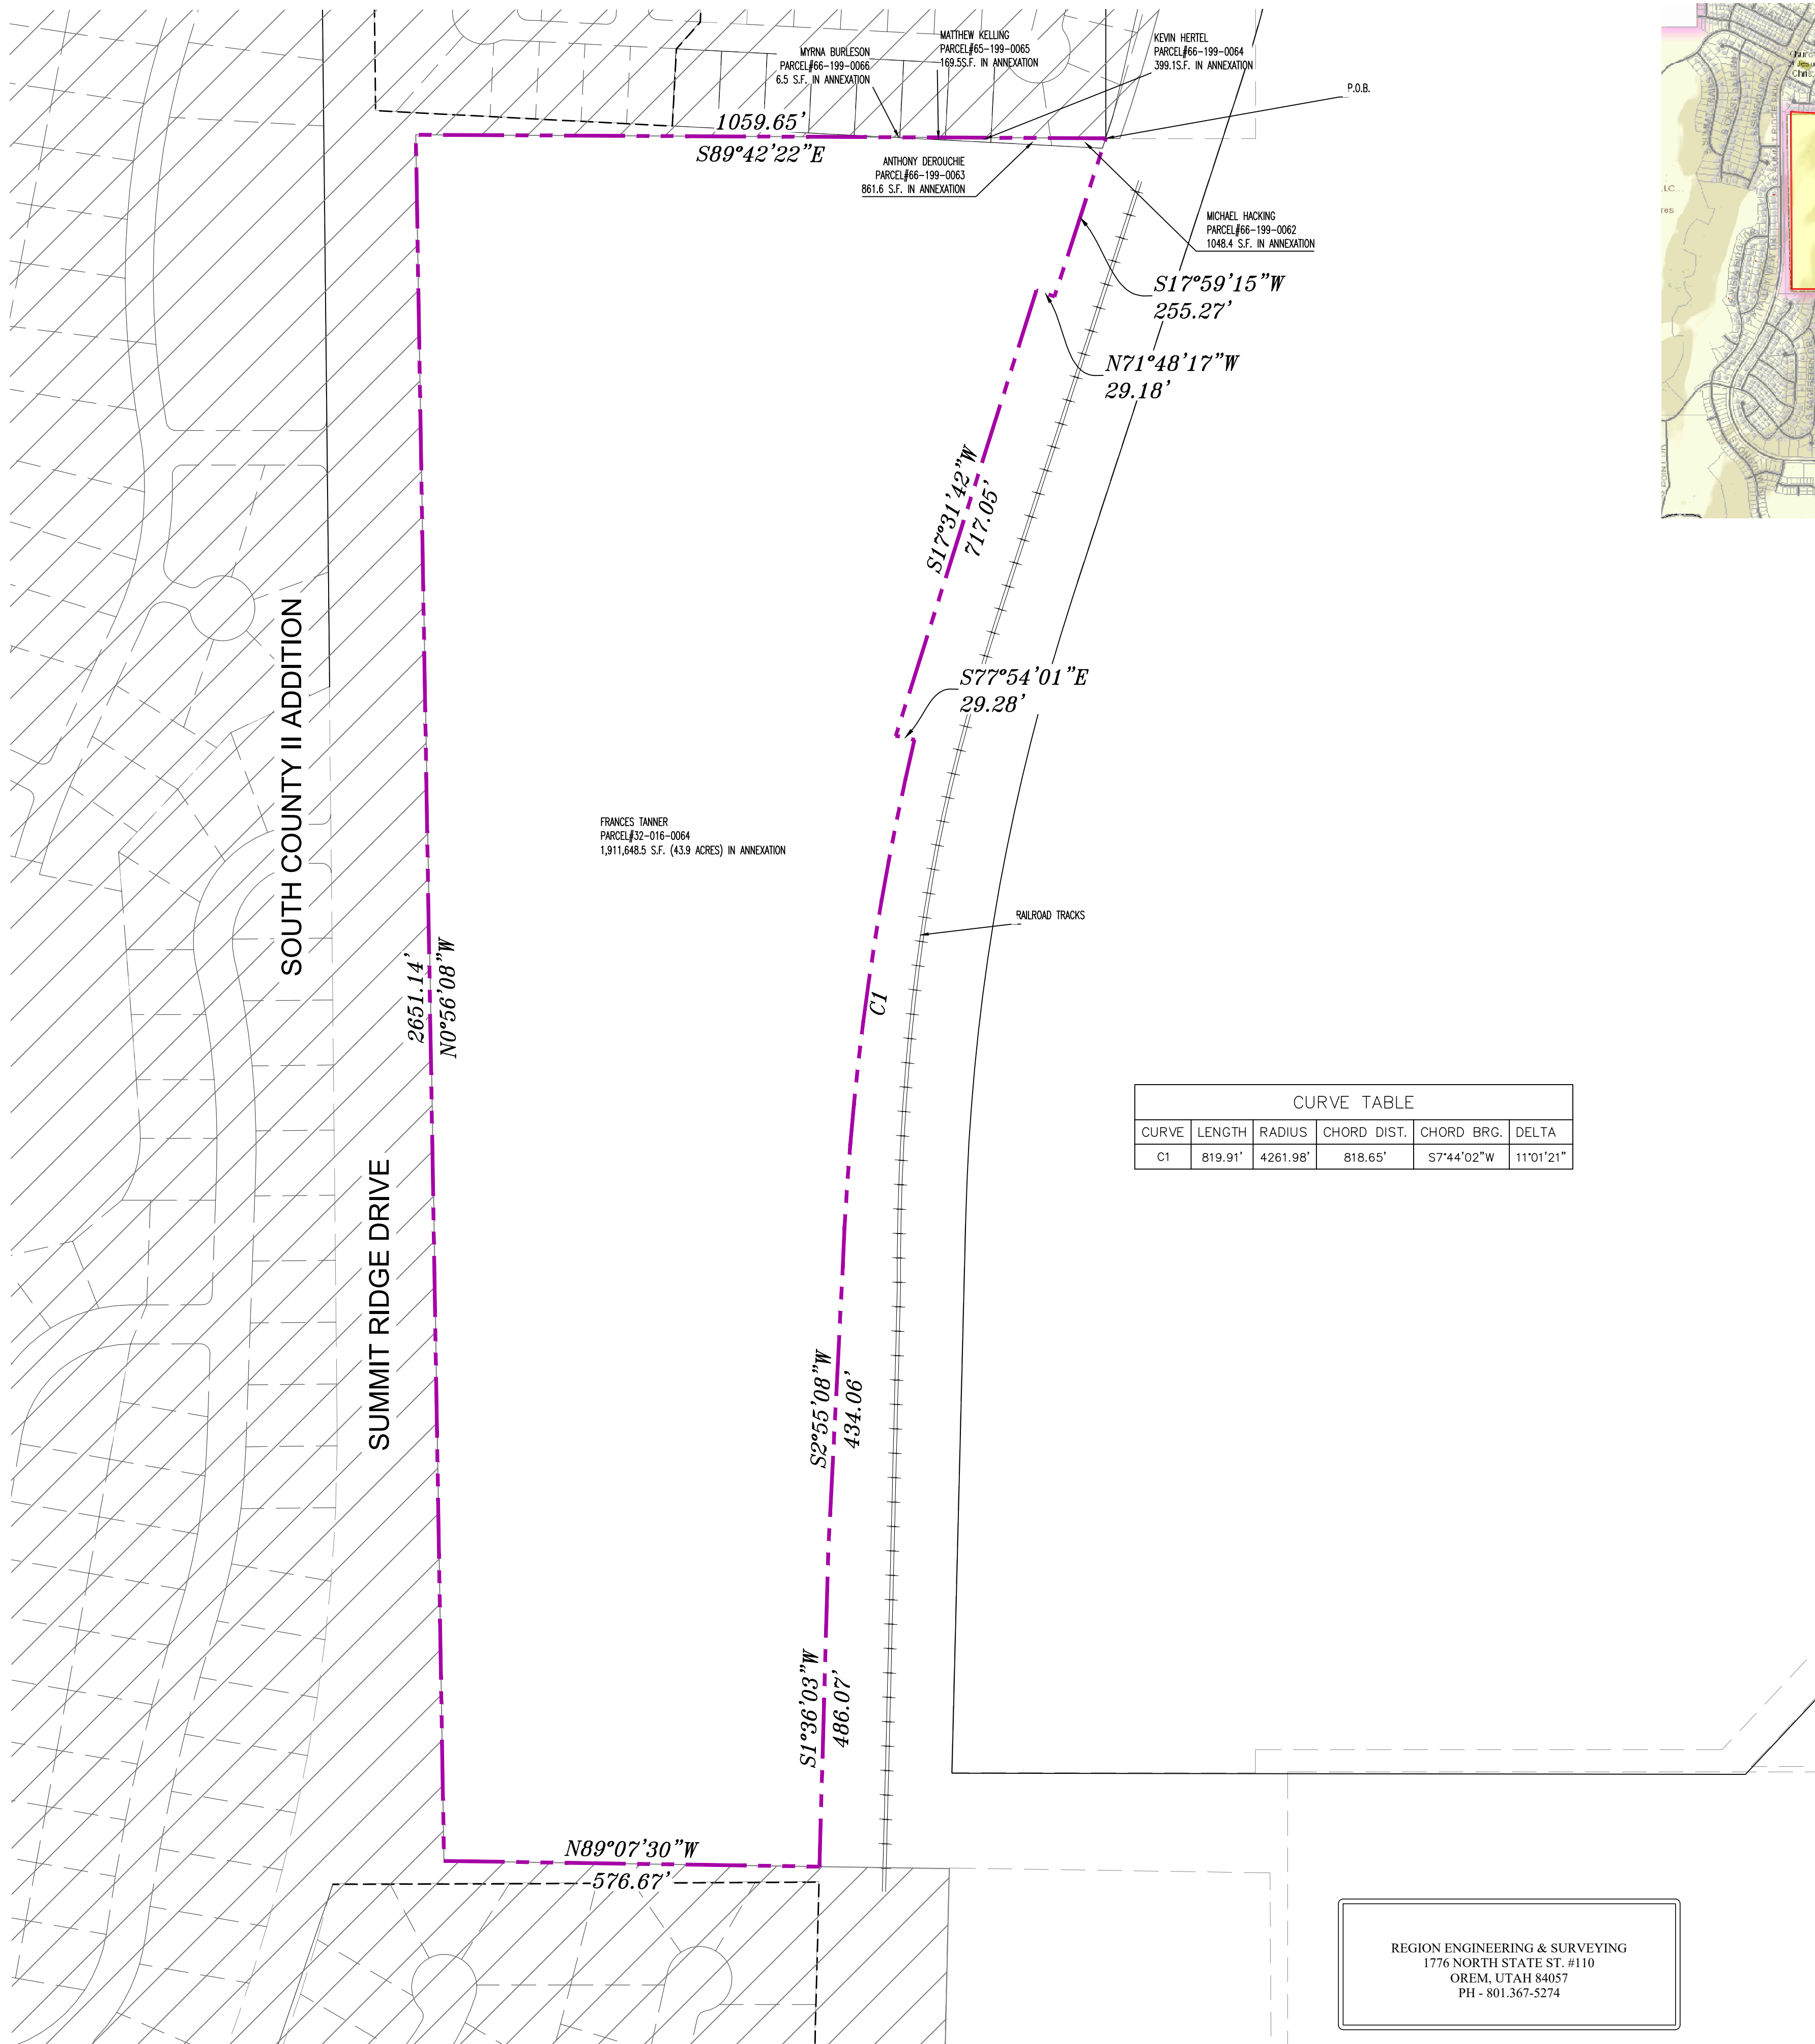 MYRNA BURLESON
PARCEL#66-199-0066
6.5 S.F. IN ANNEXATION
MATTHEW KELLING
PARCEL#65-199-0065
169.5S.F. IN ANNEXATION
KEVIN HERTEL
PARCEL#66-199-0064
399.1S.F. IN ANNEXATION
P.O.B.
1059.65'
S89°42'22"E
ANTHONY DEROUCHIE
PARCEL#66-199-0063
861.6 S.F. IN ANNEXATION
MICHAEL HACKING
PARCEL#66-199-0062
1048.4 S.F. IN ANNEXATION
S17°59'15"W
255.27'
N71°48'17"W
29.18'
S17°31'42"W
717.05'
S77°54'01"E
29.28'
SOUTH COUNTY II ADDITION
FRANCES TANNER
PARCEL#32-016-0064
1,911,648.5 S.F. (43.9 ACRES) IN ANNEXATION
RAILROAD TRACKS
2651.14'
N0°56'08"W
C1
CURVE TABLE
CURVE LENGTH RADIUS CHORD DIST. CHORD BRG. DELTA
C1 819.91' 4261.98' 818.65' S7°44'02"W 11°01'21"
SUMMIT RIDGE DRIVE
S2°55'08"W
434.06'
S1°36'03"W
486.07'
N89°07'30"W
576.67'
REGION ENGINEERING & SURVEYING
1776 NORTH STATE ST. #110
OREM, UTAH 84057
PH - 801.367-5274